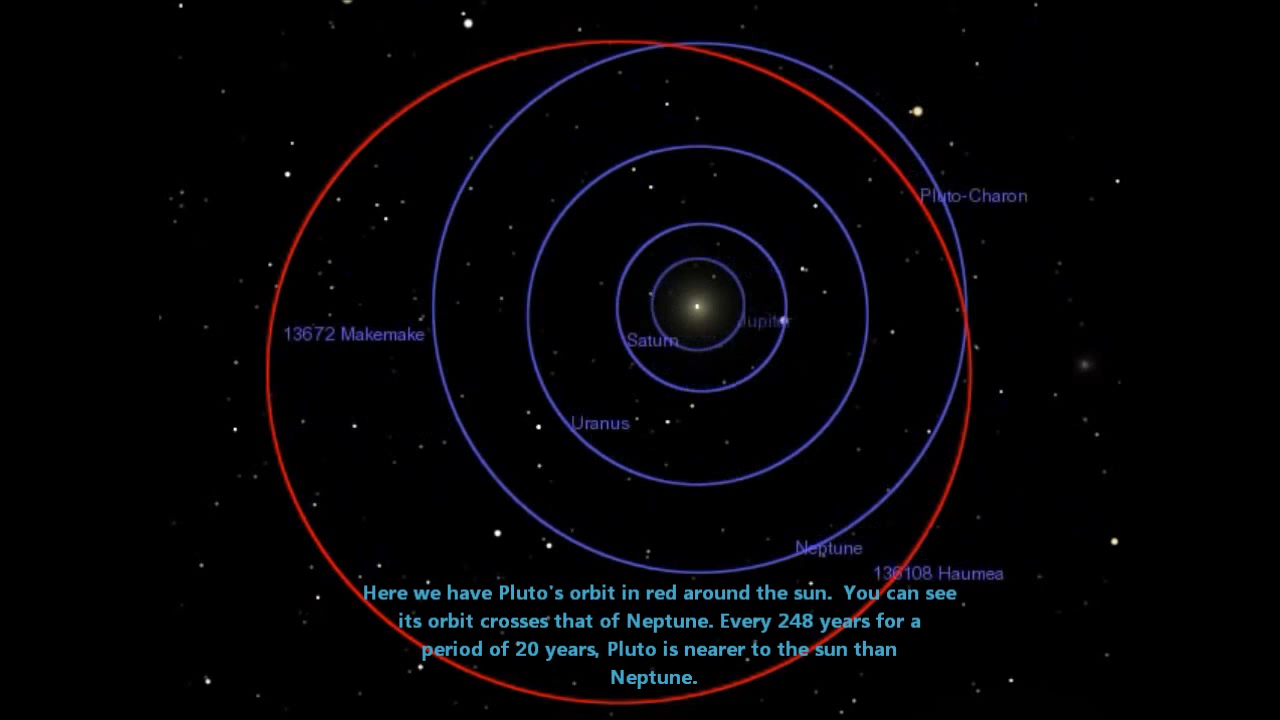 Pluto-Charon
Jupiter
13672 Makemake
Saturn
Uranus
Neptune
136108 Haumea
Here we have Pluto's orbit in red around the sun.  You can see
its orbit crosses that of Neptune. Every 248 years for a
period of 20 years, Pluto is nearer to the sun than
Neptune.